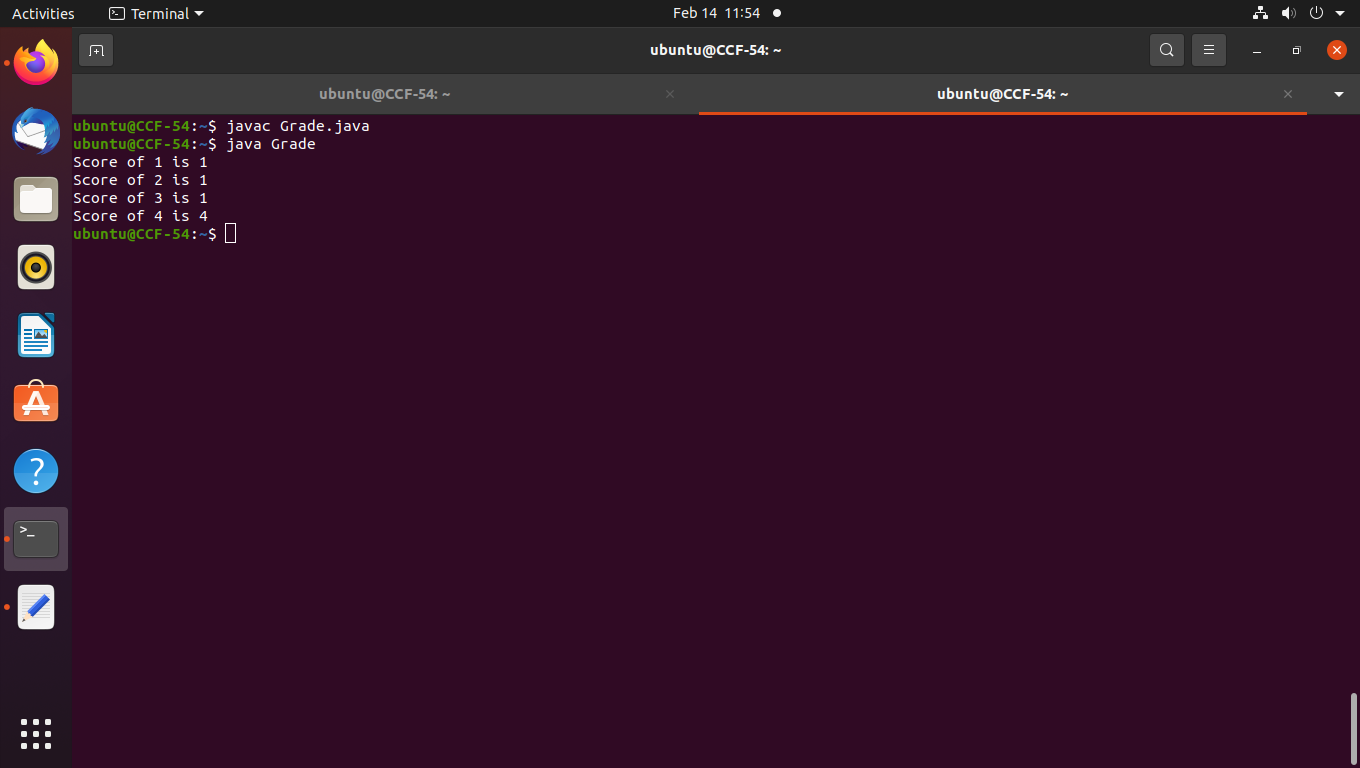 Activities Terminal Feb 14 11:54
ubuntu@CCF-54: ~
ubuntu@CCF-54: ~ ubuntu@CCF-54: ~
ubuntu@CCF-54:~$ javac Grade.java
ubuntu@CCF-54:~$ java Grade
Score of 1 is 1
Score of 2 is 1
Score of 3 is 1
Score of 4 is 4
ubuntu@CCF-54:~$